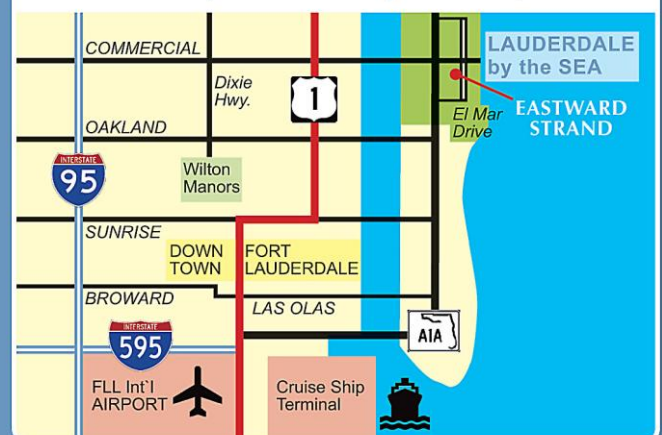 COMMERCIAL
Dixie
Hwy.
1
LAUDERDALE
by the SEA
EASTWARD
STRAND
El Mar
Drive
OAKLAND
INTERSTATE
95
Wilton
Manors
SUNRISE
DOWN
TOWN
FORT
LAUDERDALE
BROWARD
LAS OLAS
A1A
INTERSTATE
595
FLL Int`l
AIRPORT
Cruise Ship
Terminal